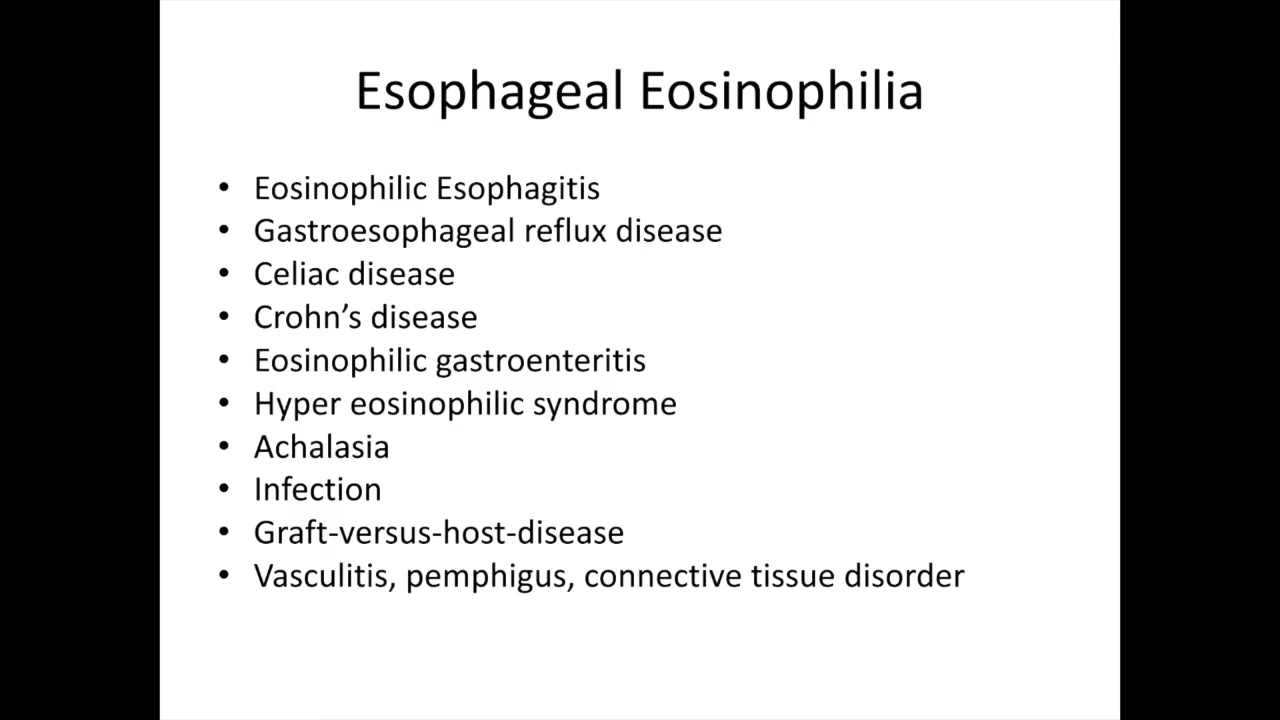 Esophageal Eosinophilia
• Eosinophilic Esophagitis
• Gastroesophageal reflux disease
• Celiac disease
• Crohn’s disease
• Eosinophilic gastroenteritis
• Hyper eosinophilic syndrome
• Achalasia
• Infection
• Graft-versus-host-disease
• Vasculitis, pemphigus, connective tissue disorder